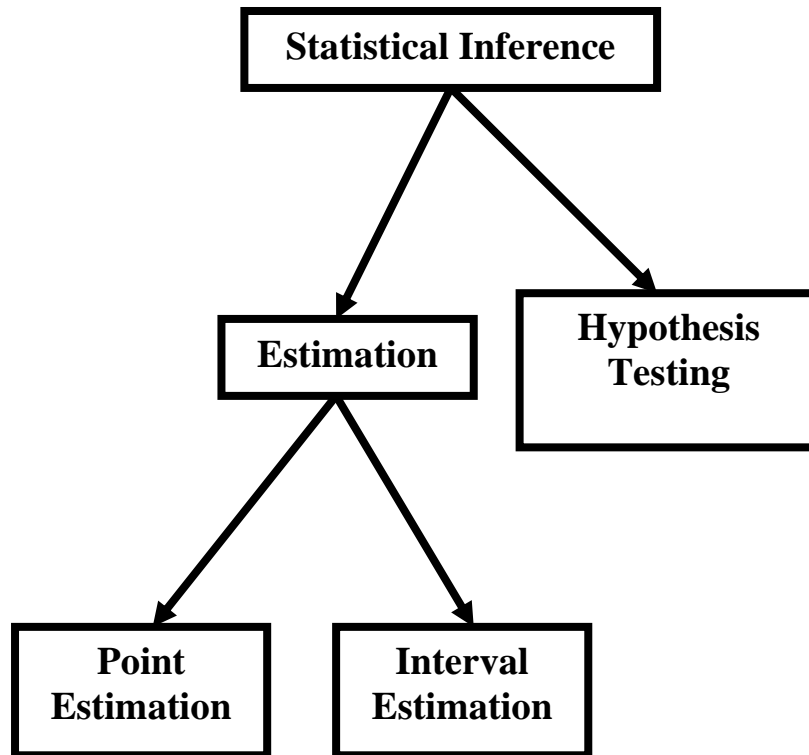 Statistical Inference
Estimation
Hypothesis
Testing
Point
Estimation
Interval
Estimation